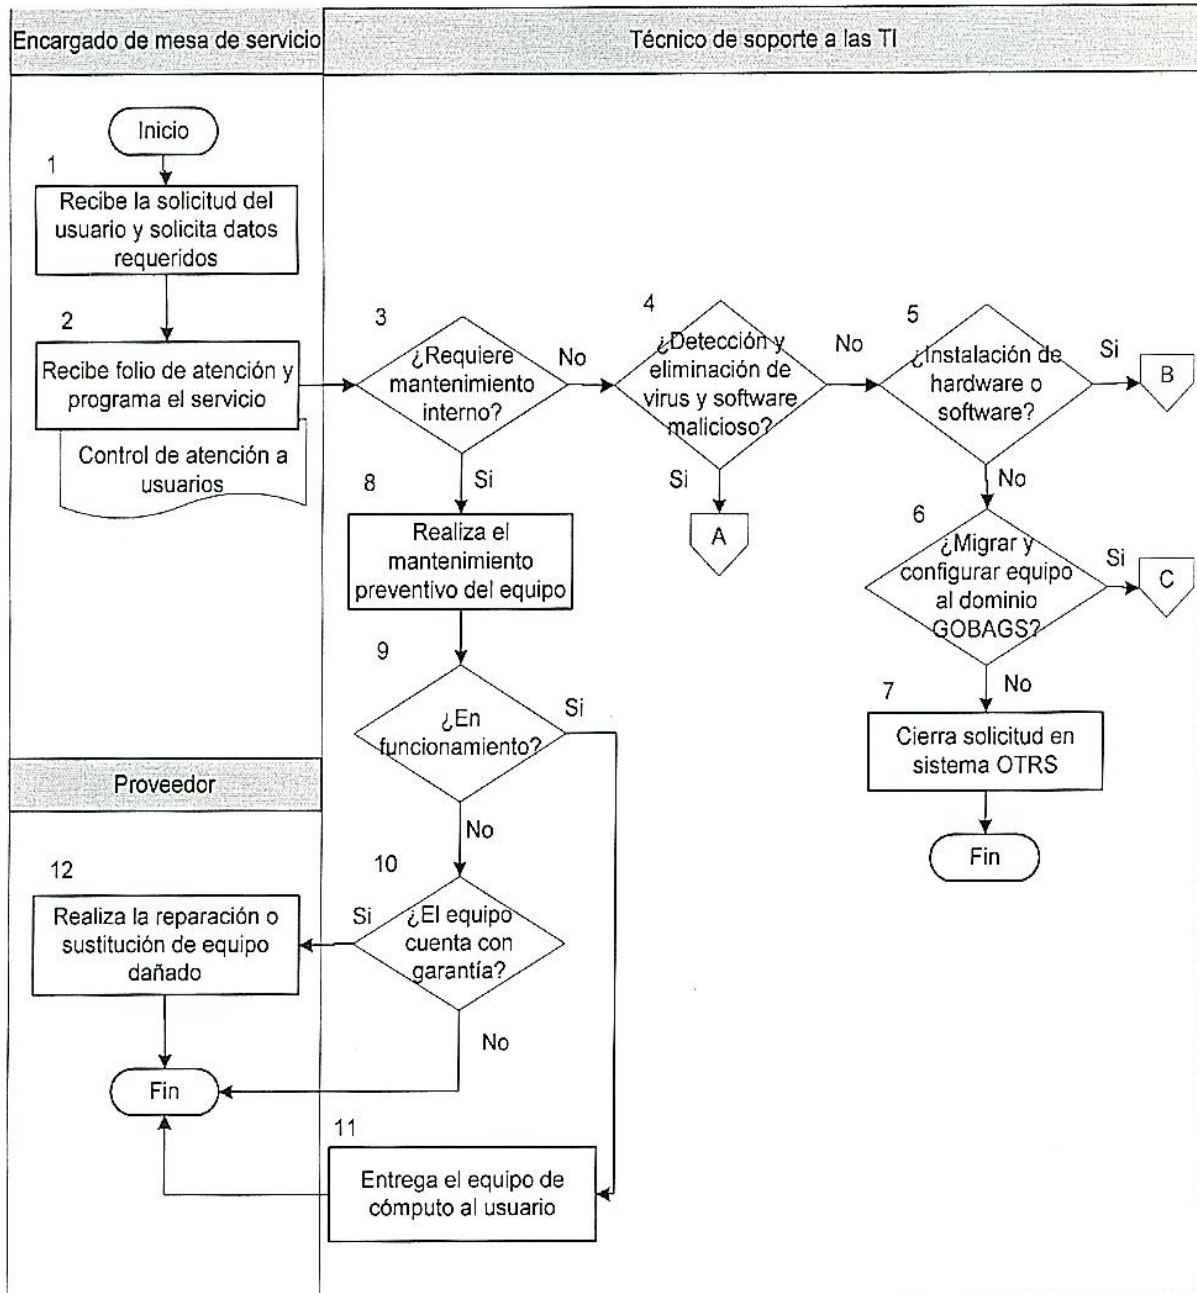 Encargado de mesa de servicio
Técnico de soporte a las TI
Inicio
1
Recibe la solicitud del
usuario y solicita datos
requeridos
2
Recibe folio de atención y
programa el servicio
Control de atención a
usuarios
3
¿Requiere
mantenimiento
interno?
No
Si
4
¿Detección y
eliminación de
virus y software
malicioso?
No
Si
A
5
¿Instalación de
hardware o
software?
Si
B
No
6
¿Migrar y
configurar equipo
al dominio
GOBAGS?
Si
C
No
7
Cierra solicitud en
sistema OTRS
Fin
8
Realiza el
mantenimiento
preventivo del equipo
9
¿En
funcionamiento?
Si
No
10
¿El equipo
cuenta con
garantía?
Si
No
Proveedor
12
Realiza la reparación o
sustitución de equipo
dañado
Fin
11
Entrega el equipo de
cómputo al usuario